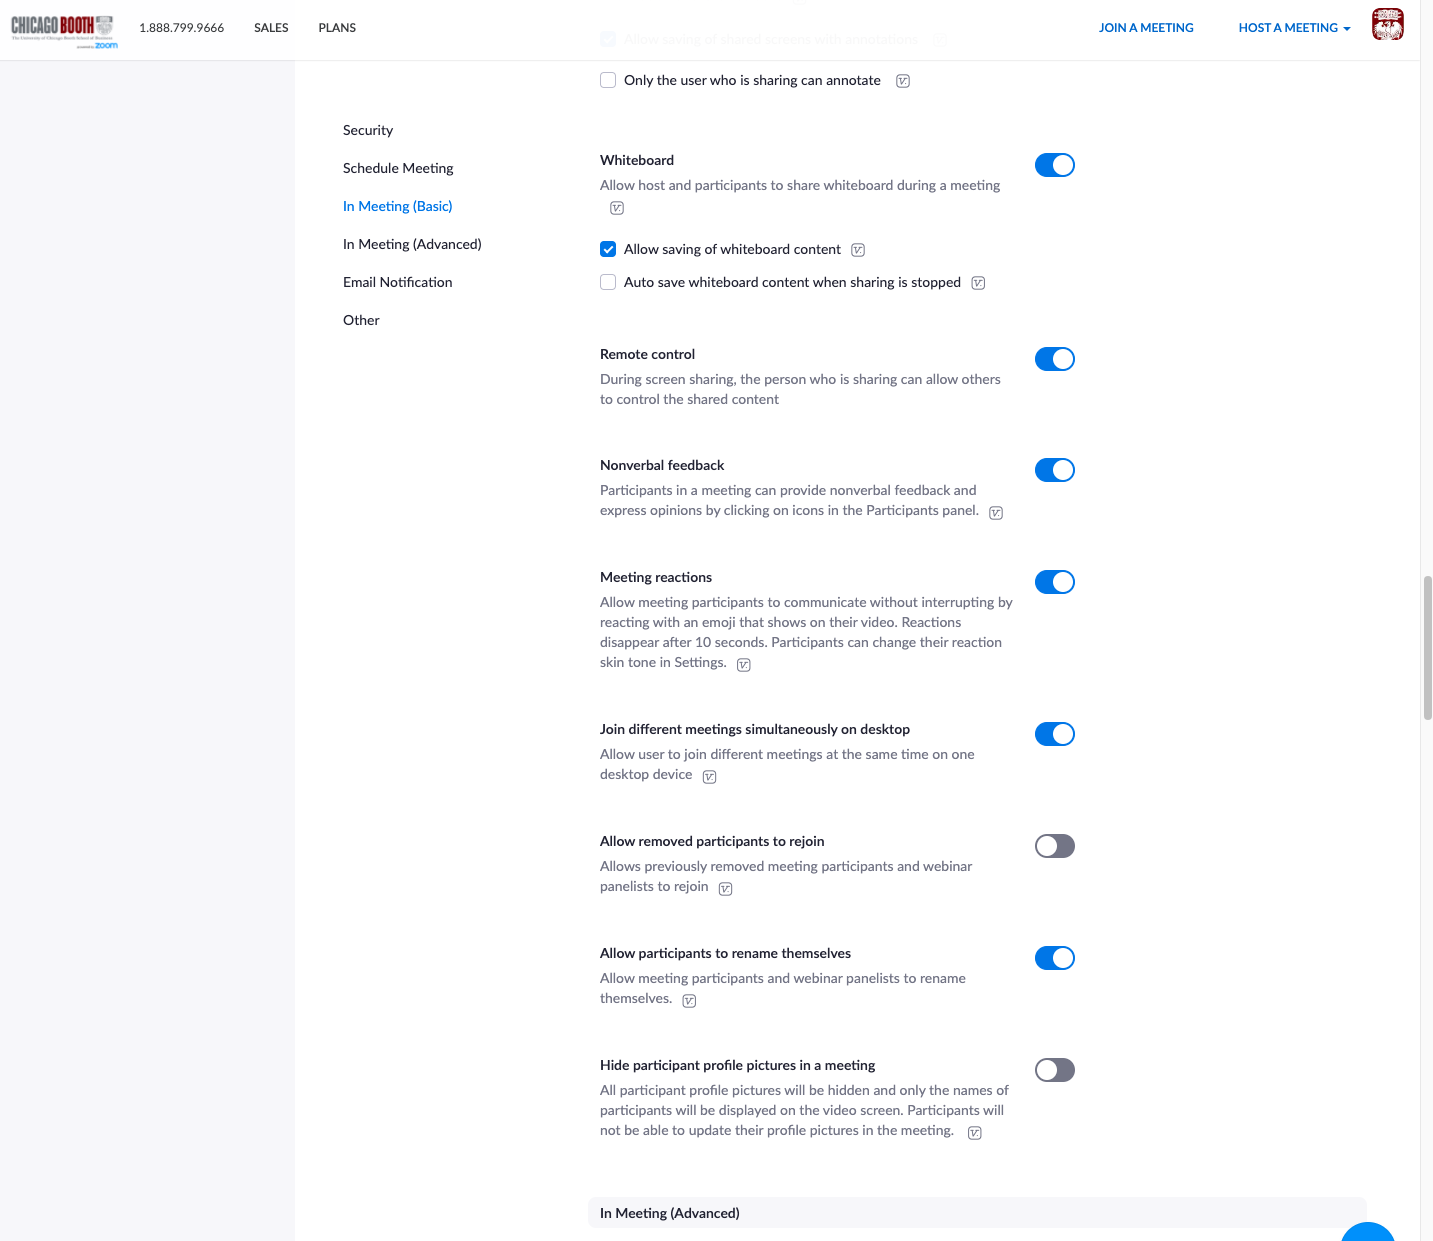 CHICAGO BOOTH
The University of Chicago Booth School of Business
powered by zoom
1.888.799.9666
SALES
PLANS
JOIN A MEETING
HOST A MEETING
Allow saving of shared screens with annotations
Only the user who is sharing can annotate
Security
Schedule Meeting
In Meeting (Basic)
In Meeting (Advanced)
Email Notification
Other
Whiteboard
Allow host and participants to share whiteboard during a meeting
Allow saving of whiteboard content
Auto save whiteboard content when sharing is stopped
Remote control
During screen sharing, the person who is sharing can allow others
to control the shared content
Nonverbal feedback
Participants in a meeting can provide nonverbal feedback and
express opinions by clicking on icons in the Participants panel.
Meeting reactions
Allow meeting participants to communicate without interrupting by
reacting with an emoji that shows on their video. Reactions
disappear after 10 seconds. Participants can change their reaction
skin tone in Settings.
Join different meetings simultaneously on desktop
Allow user to join different meetings at the same time on one
desktop device
Allow removed participants to rejoin
Allows previously removed meeting participants and webinar
panelists to rejoin
Allow participants to rename themselves
Allow meeting participants and webinar panelists to rename
themselves.
Hide participant profile pictures in a meeting
All participant profile pictures will be hidden and only the names of
participants will be displayed on the video screen. Participants will
not be able to update their profile pictures in the meeting.
In Meeting (Advanced)